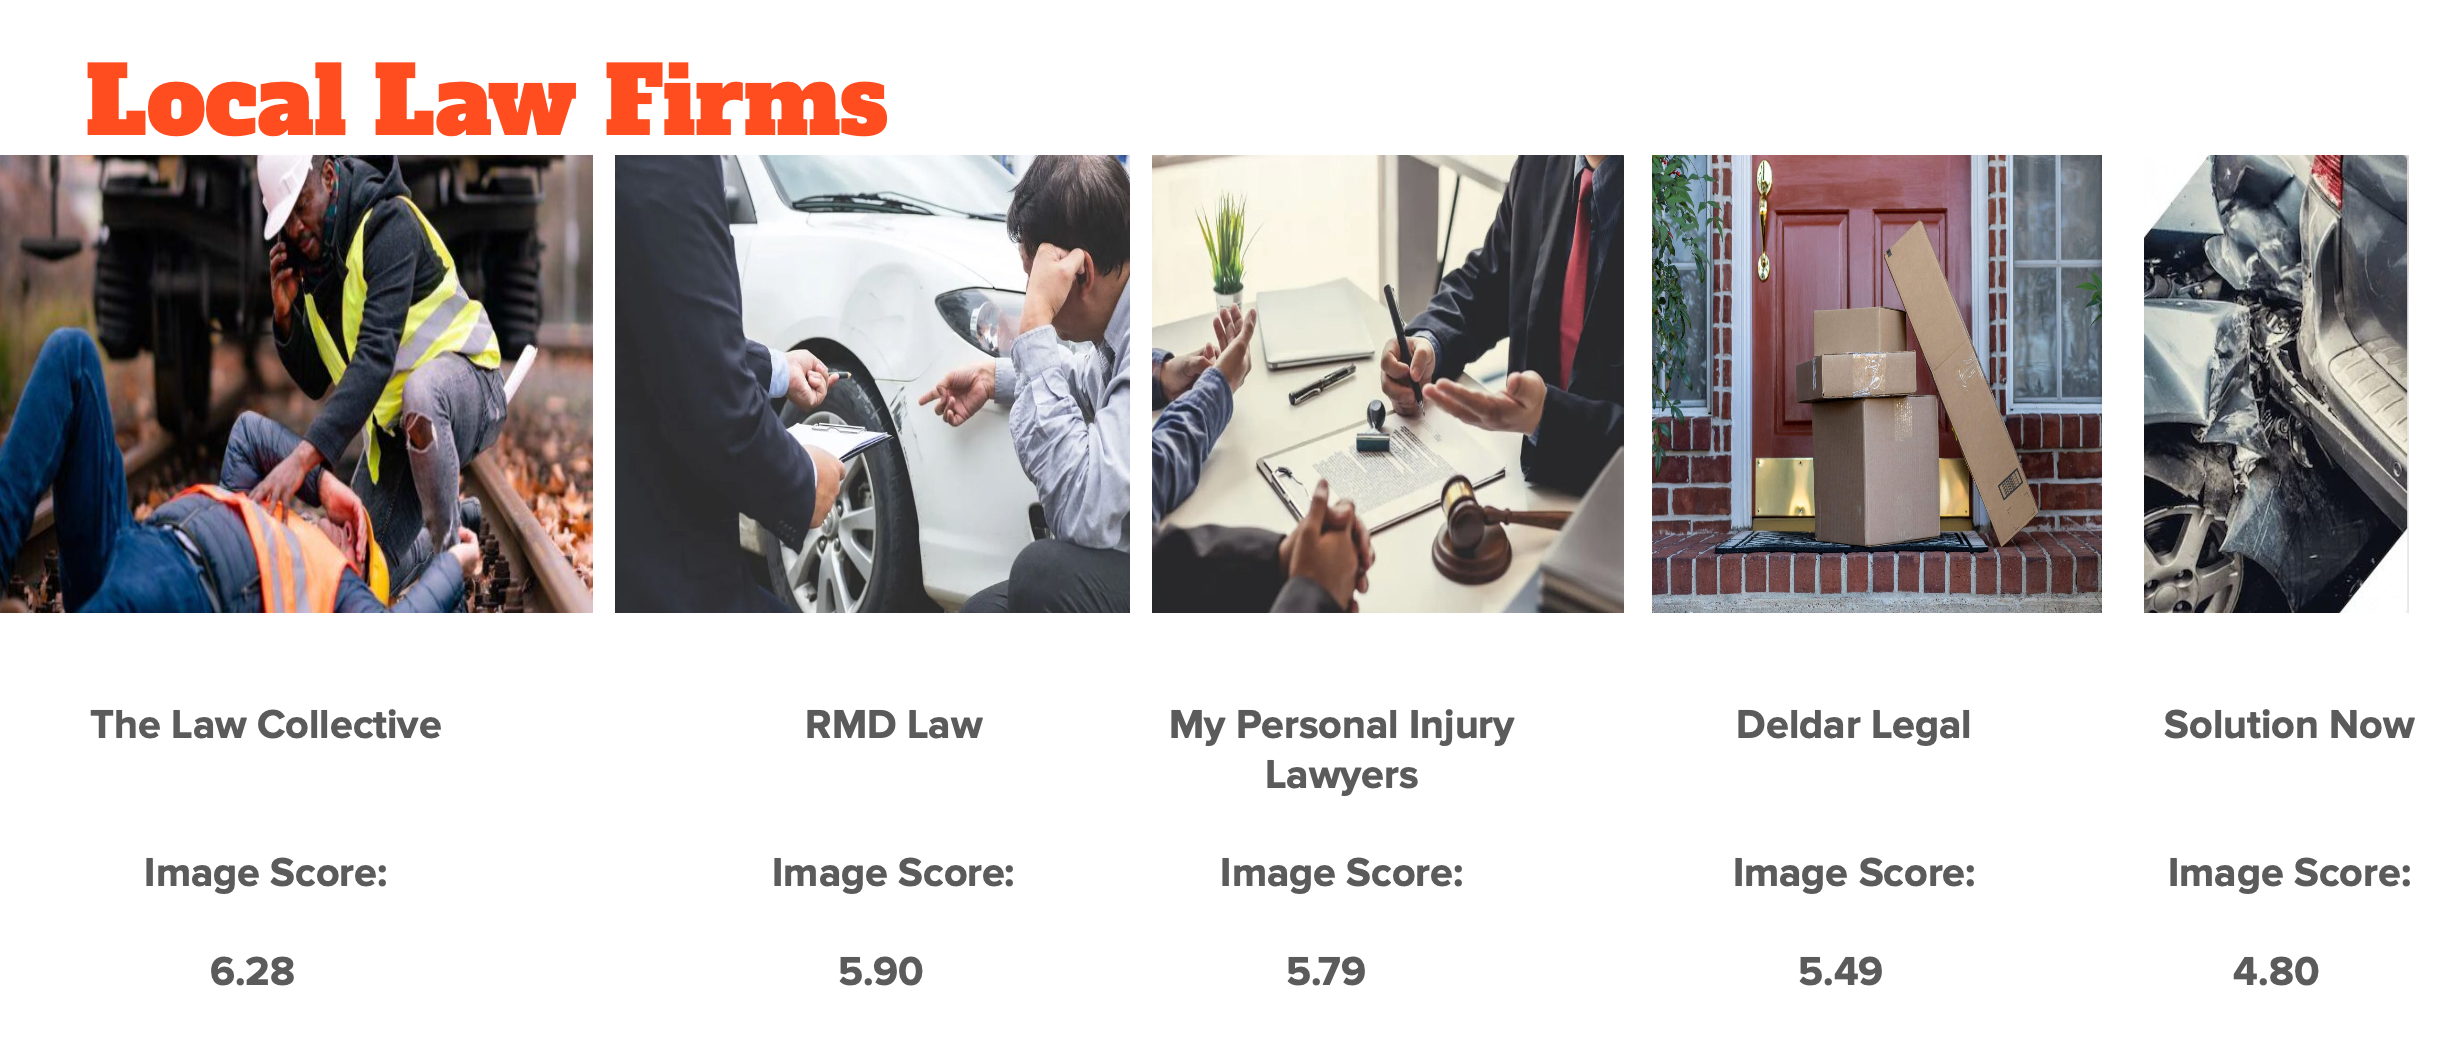 Local Law Firms
The Law Collective
RMD Law
My Personal Injury
Lawyers
Deldar Legal
Solution Now
Image Score:
Image Score:
Image Score:
Image Score:
Image Score:
6.28
5.90
5.79
5.49
4.80